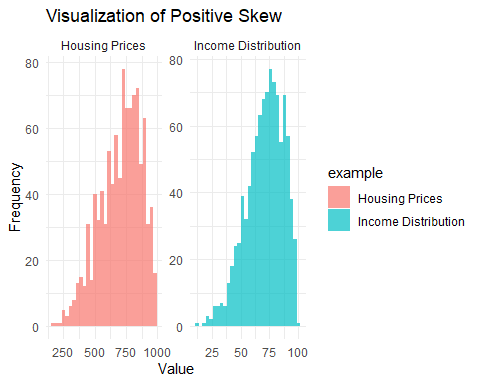 Visualization of Positive Skew
Housing Prices
Income Distribution
80
60
40
20
0
250
500
750
1000
80
60
40
20
0
25
50
75
100
Frequency
Value
example
Housing Prices
Income Distribution